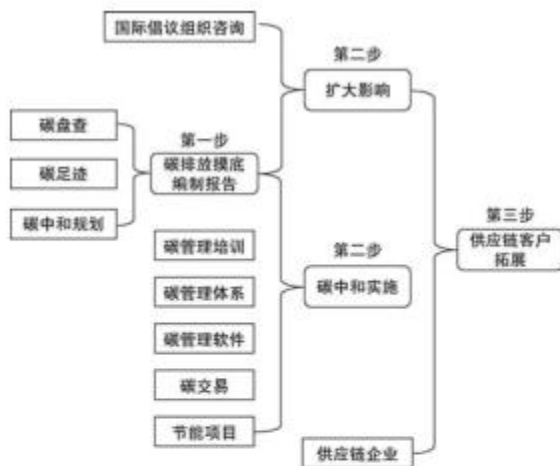 国际倡议组织咨询
第二步
扩大影响
碳盘查
第一步
碳足迹
碳排放摸底
编制报告
碳中和规划
第三步
供应链客户
拓展
碳管理培训
第二步
碳管理体系
碳中和实施
碳管理软件
碳交易
节能项目
供应链企业